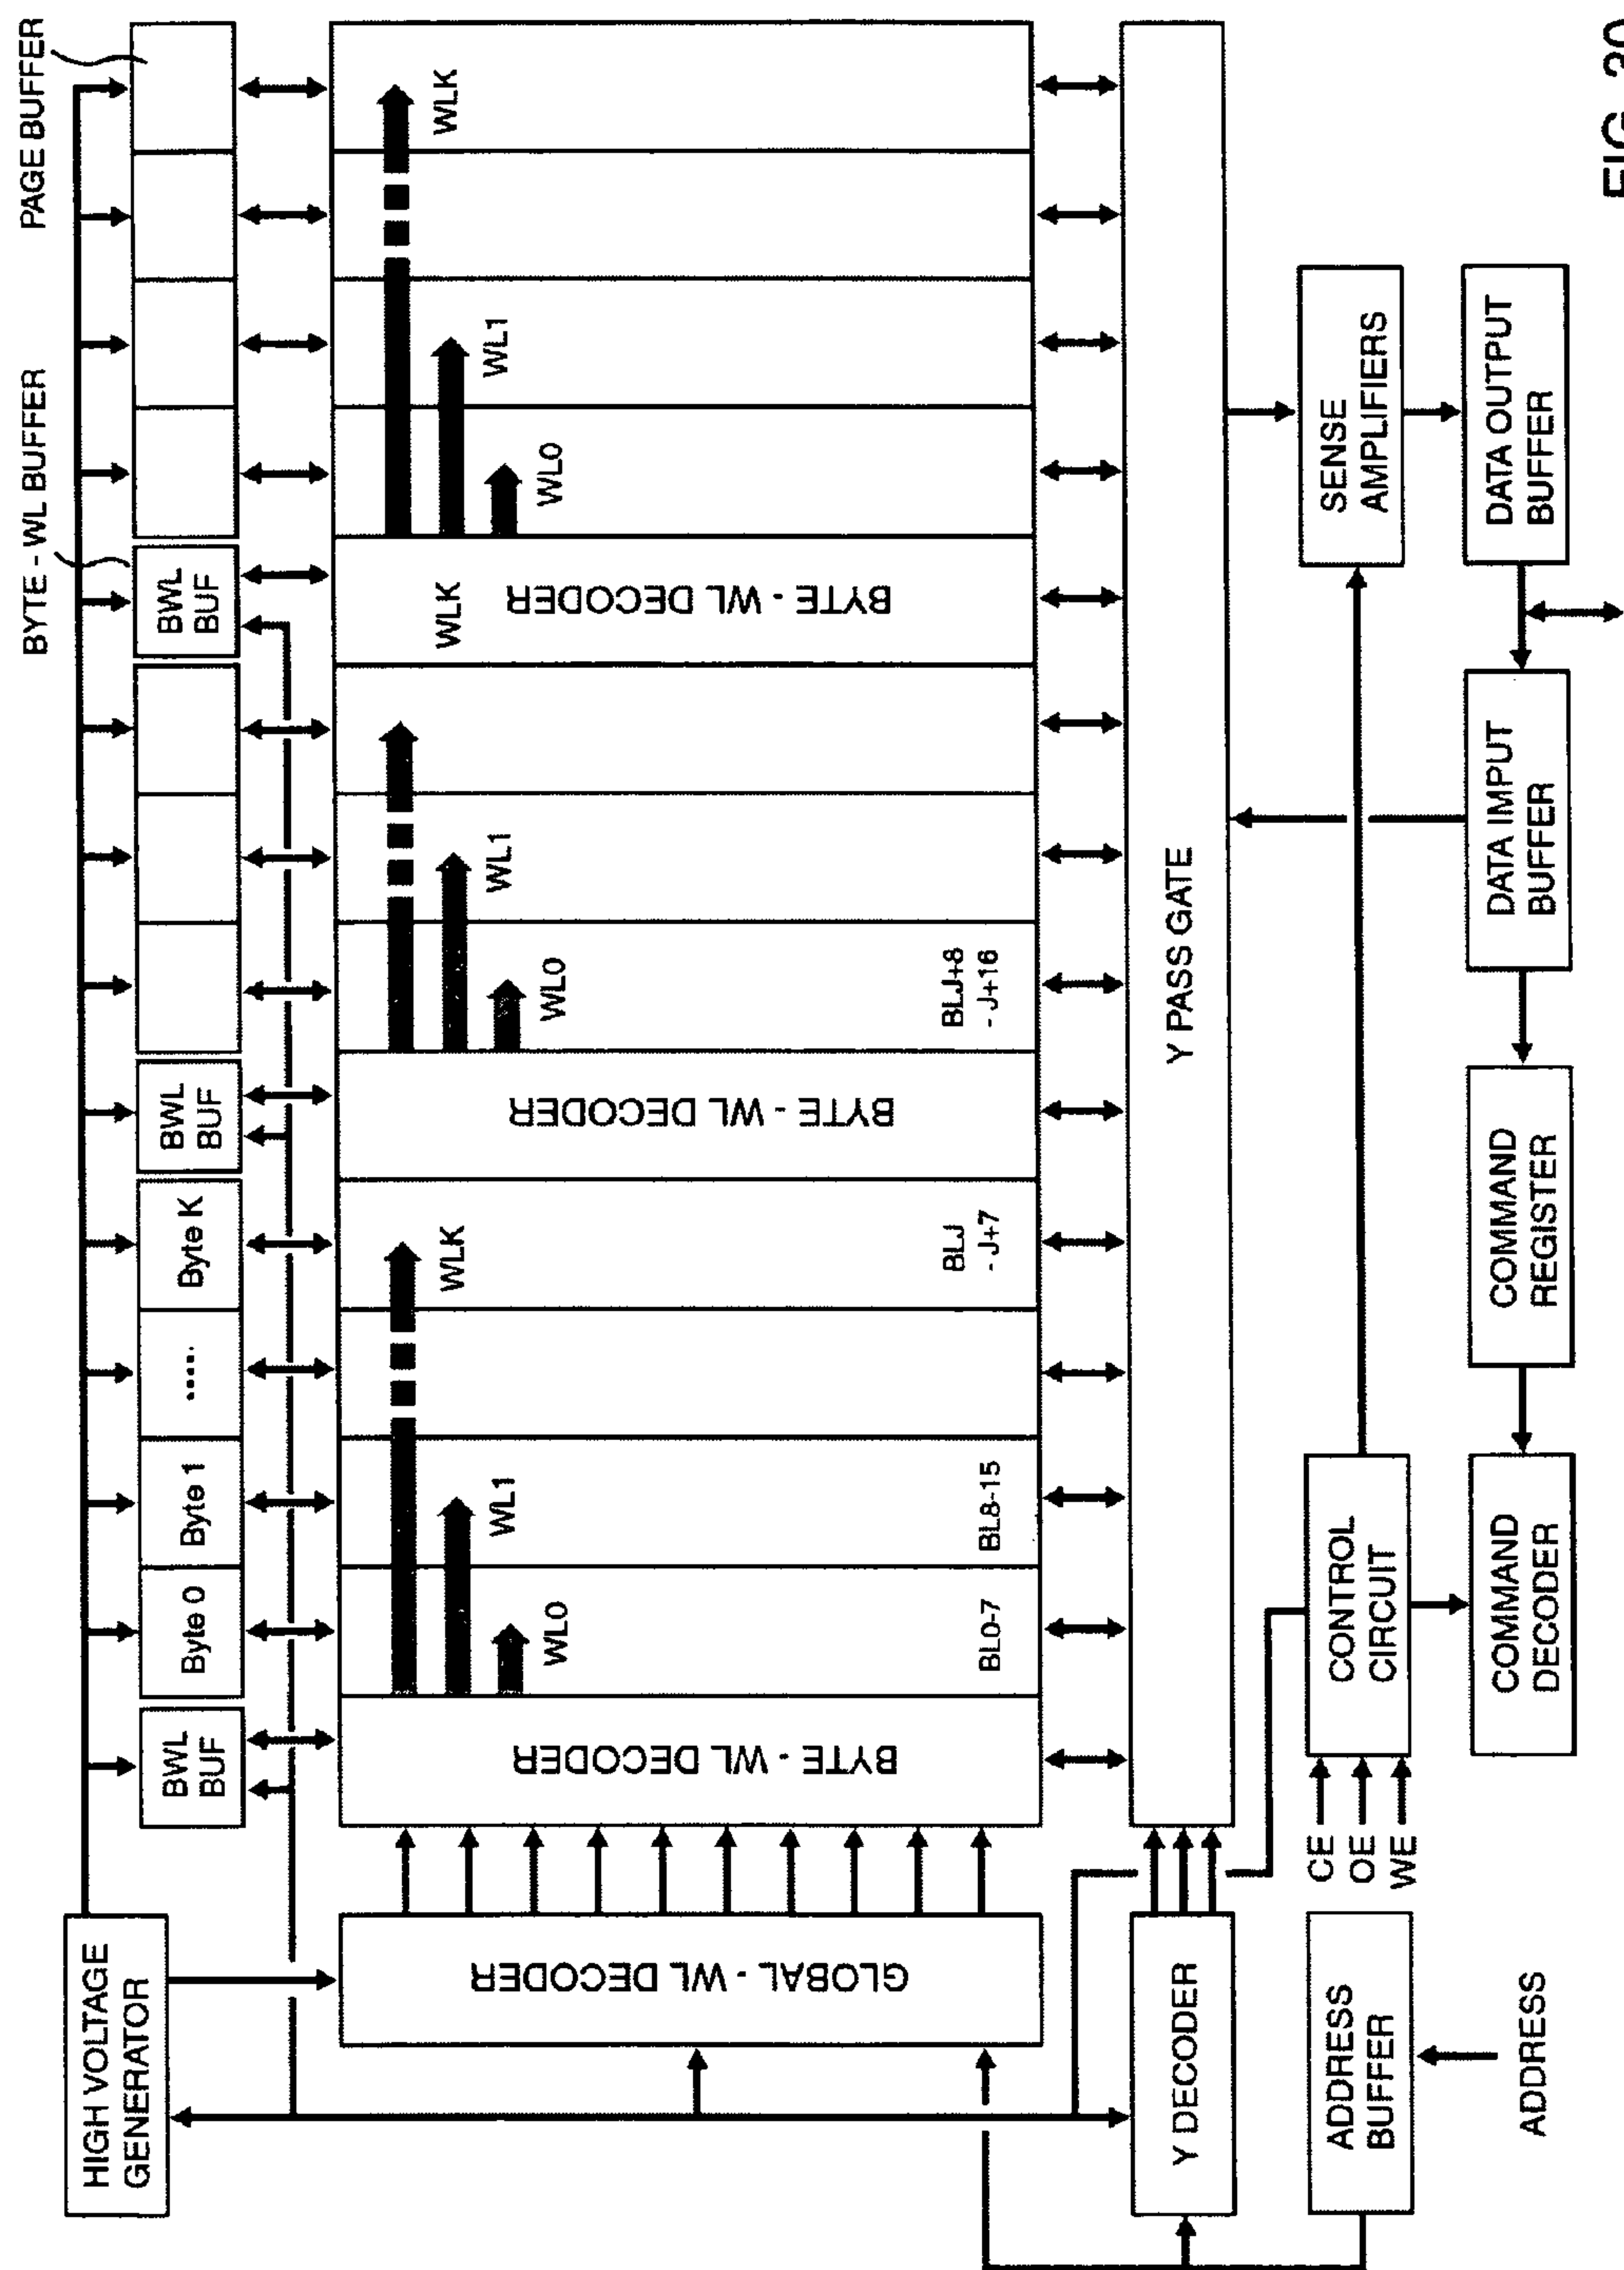 PAGE BUFFER
BYTE - WL BUFFER
HIGH VOLTAGE
GENERATOR
BWL
BUF
Byte 0
Byte 1
.....
Byte K
BWL
BUF
BWL
BUF
GLOBAL - WL DECODER
BYTE - WL DECODER
WL0
WL1
WLK
BL0-7
BL8-15
BLJ
- J+7
BYTE - WL DECODER
WL0
WL1
BLJ+8
- J+16
WLK
BYTE - WL DECODER
WL0
WL1
WLK
Y DECODER
Y PASS GATE
ADDRESS
BUFFER
ADDRESS
CE
OE
WE
CONTROL
CIRCUIT
SENSE
AMPLIFIERS
COMMAND
DECODER
COMMAND
REGISTER
DATA IMPUT
BUFFER
DATA OUTPUT
BUFFER